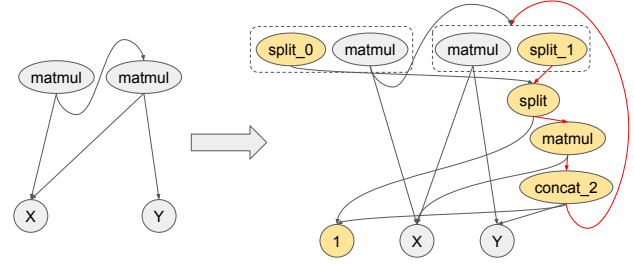 matmul matmul
X Y
split_0 matmul matmul split_1
split
matmul
concat_2
1 X Y